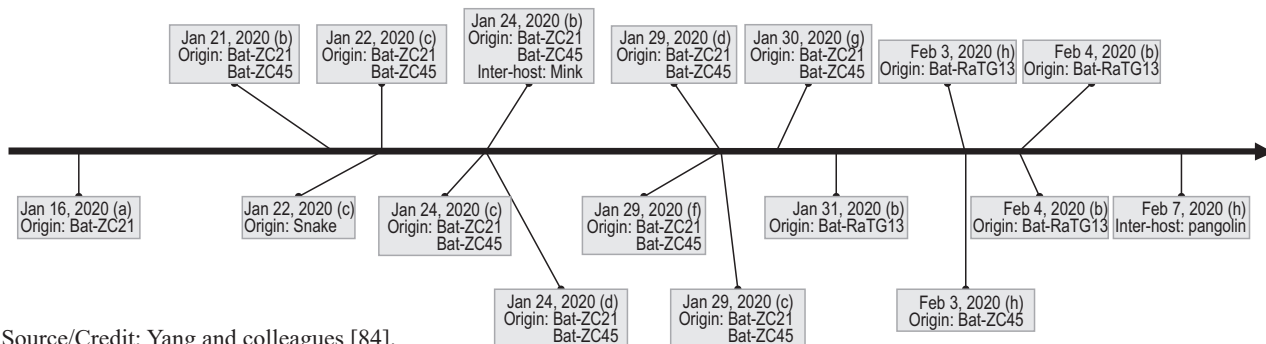 Jan 21, 2020 (b)
Origin: Bat-ZC21
Bat-ZC45
Jan 22, 2020 (c)
Origin: Bat-ZC21
Bat-ZC45
Jan 24, 2020 (b)
Origin: Bat-ZC21
Bat-ZC45
Inter-host: Mink
Jan 29, 2020 (d)
Origin: Bat-ZC21
Bat-ZC45
Jan 30, 2020 (g)
Origin: Bat-ZC21
Bat-ZC45
Feb 3, 2020 (h)
Origin: Bat-RaTG13
Feb 4, 2020 (b)
Origin: Bat-RaTG13
Jan 16, 2020 (a)
Origin: Bat-ZC21
Jan 22, 2020 (c)
Origin: Snake
Jan 24, 2020 (c)
Origin: Bat-ZC21
Bat-ZC45
Jan 29, 2020 (f)
Origin: Bat-ZC21
Bat-ZC45
Jan 31, 2020 (b)
Origin: Bat-RaTG13
Feb 4, 2020 (b)
Origin: Bat-RaTG13
Feb 7, 2020 (h)
Inter-host: pangolin
Jan 24, 2020 (d)
Origin: Bat-ZC21
Bat-ZC45
Jan 29, 2020 (c)
Origin: Bat-ZC21
Bat-ZC45
Feb 3, 2020 (h)
Origin: Bat-ZC45
Source/Credit: Yang and colleagues [84].